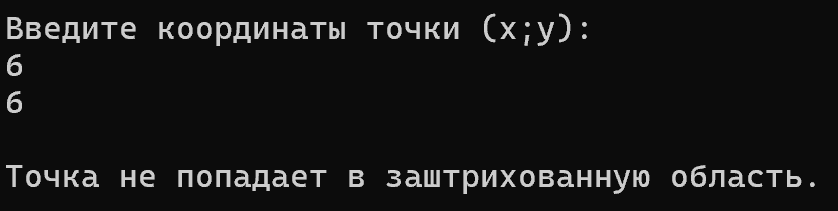 Введите координаты точки (x;y):
6
6
Точка не попадает в заштрихованную область.